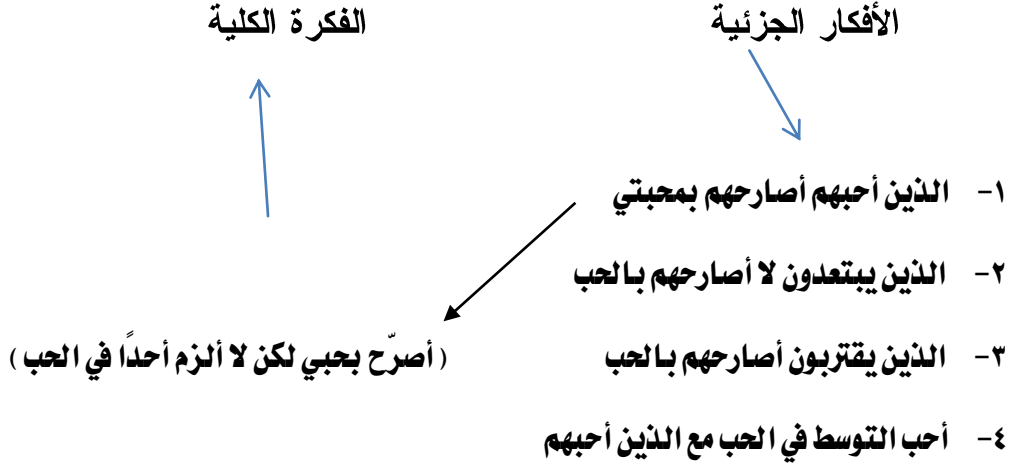 الأفكار الجزئية
الفكرة الكلية
١- الذين أحبهم أصارحهم بمحبتي
٢- الذين يبتعدون لا أصارحهم بالحب
٣- الذين يقتربون أصارحهم بالحب
( أصرّح بحبي لكن لا ألزم أحدًا في الحب )
٤- أحب التوسط في الحب مع الذين أحبهم